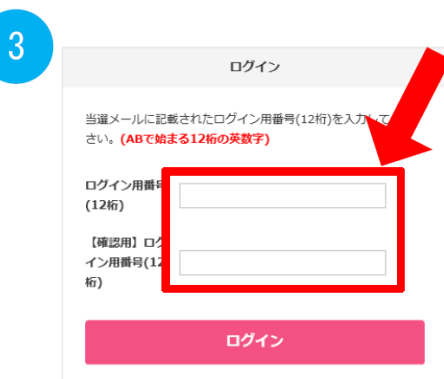 3
ログイン
当選メールに記載されたログイン用番号(12桁)を入力して
さい。(ABで始まる12桁の英数字)
ログイン用番号
(12桁)
【確認用】ログ
イン用番号(12
桁)
ログイン